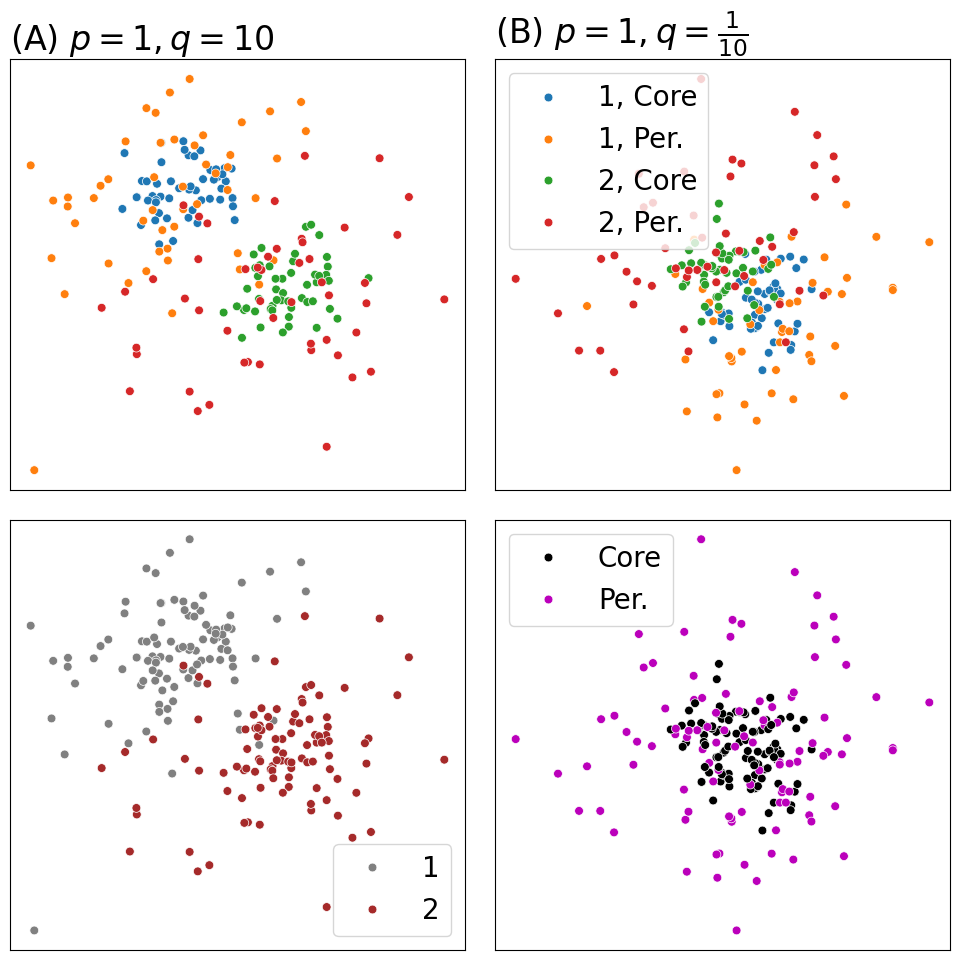 (A) p = 1, q = 10
(B) p = 1, q = 1/10
1, Core
1, Per.
2, Core
2, Per.
1
2
Core
Per.